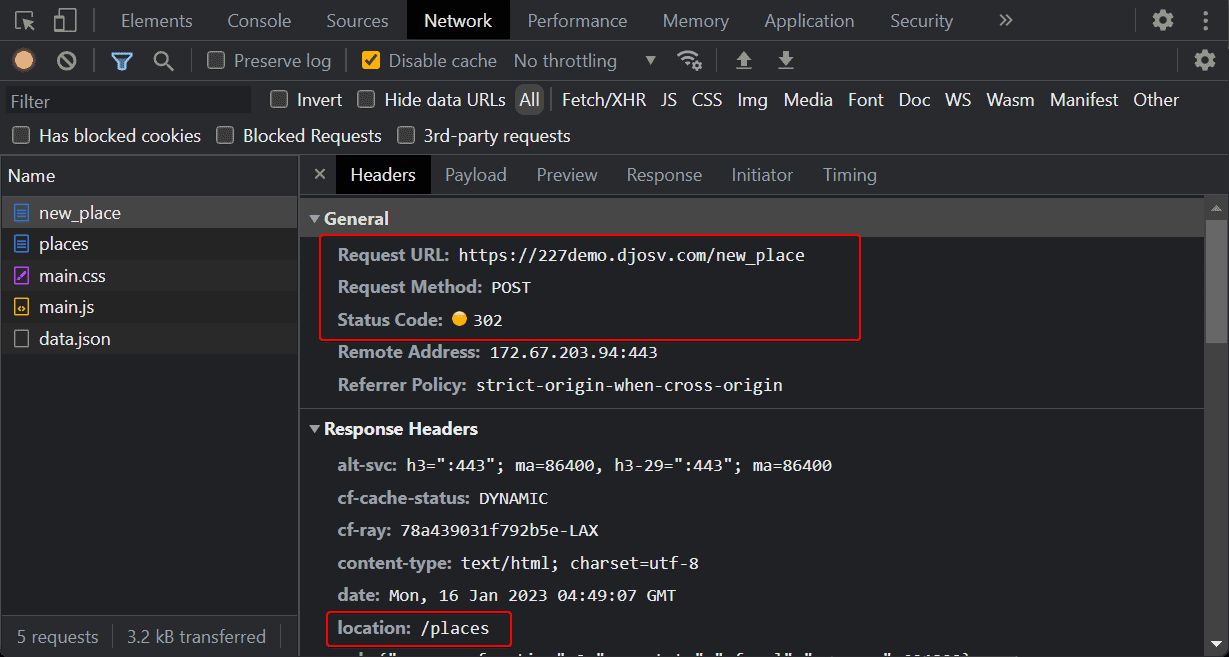 Elements Console Sources Network Performance Memory Application Security »
Preserve log Disable cache No throttling
Filter Invert Hide data URLs All Fetch/XHR JS CSS Img Media Font Doc WS Wasm Manifest Other
Has blocked cookies Blocked Requests 3rd-party requests
Name
new_place
places
main.css
main.js
data.json
5 requests 3.2 kB transferred
× Headers Payload Preview Response Initiator Timing
General
Request URL: https://227demo.djosv.com/new_place
Request Method: POST
Status Code: 302
Remote Address: 172.67.203.94:443
Referrer Policy: strict-origin-when-cross-origin
Response Headers
alt-svc: h3=":443"; ma=86400, h3-29=":443"; ma=86400
cf-cache-status: DYNAMIC
cf-ray: 78a439031f792b5e-LAX
content-type: text/html; charset=utf-8
date: Mon, 16 Jan 2023 04:49:07 GMT
location: /places